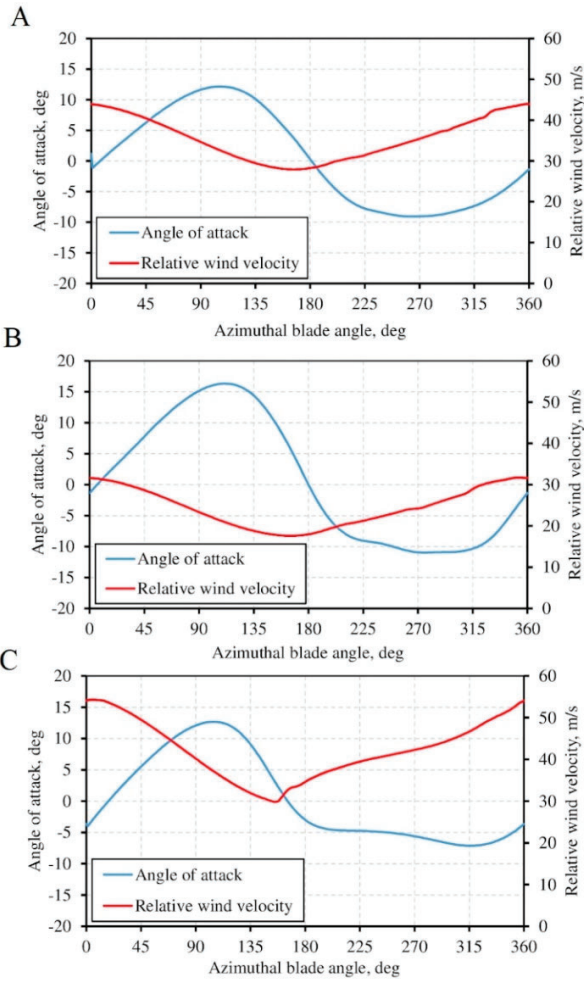 A
20
15
10
5
0
-5
-10
-15
-20
Angle of attack, deg
60
50
40
30
20
10
0
Relative wind velocity, m/s
Angle of attack
Relative wind velocity
0 45 90 135 180 225 270 315 360
Azimuthal blade angle, deg
B
20
15
10
5
0
-5
-10
-15
-20
Angle of attack, deg
60
50
40
30
20
10
0
Relative wind velocity, m/s
Angle of attack
Relative wind velocity
0 45 90 135 180 225 270 315 360
Azimuthal blade angle, deg
C
20
15
10
5
0
-5
-10
-15
-20
Angle of attack, deg
60
50
40
30
20
10
0
Relative wind velocity, m/s
Angle of attack
Relative wind velocity
0 45 90 135 180 225 270 315 360
Azimuthal blade angle, deg